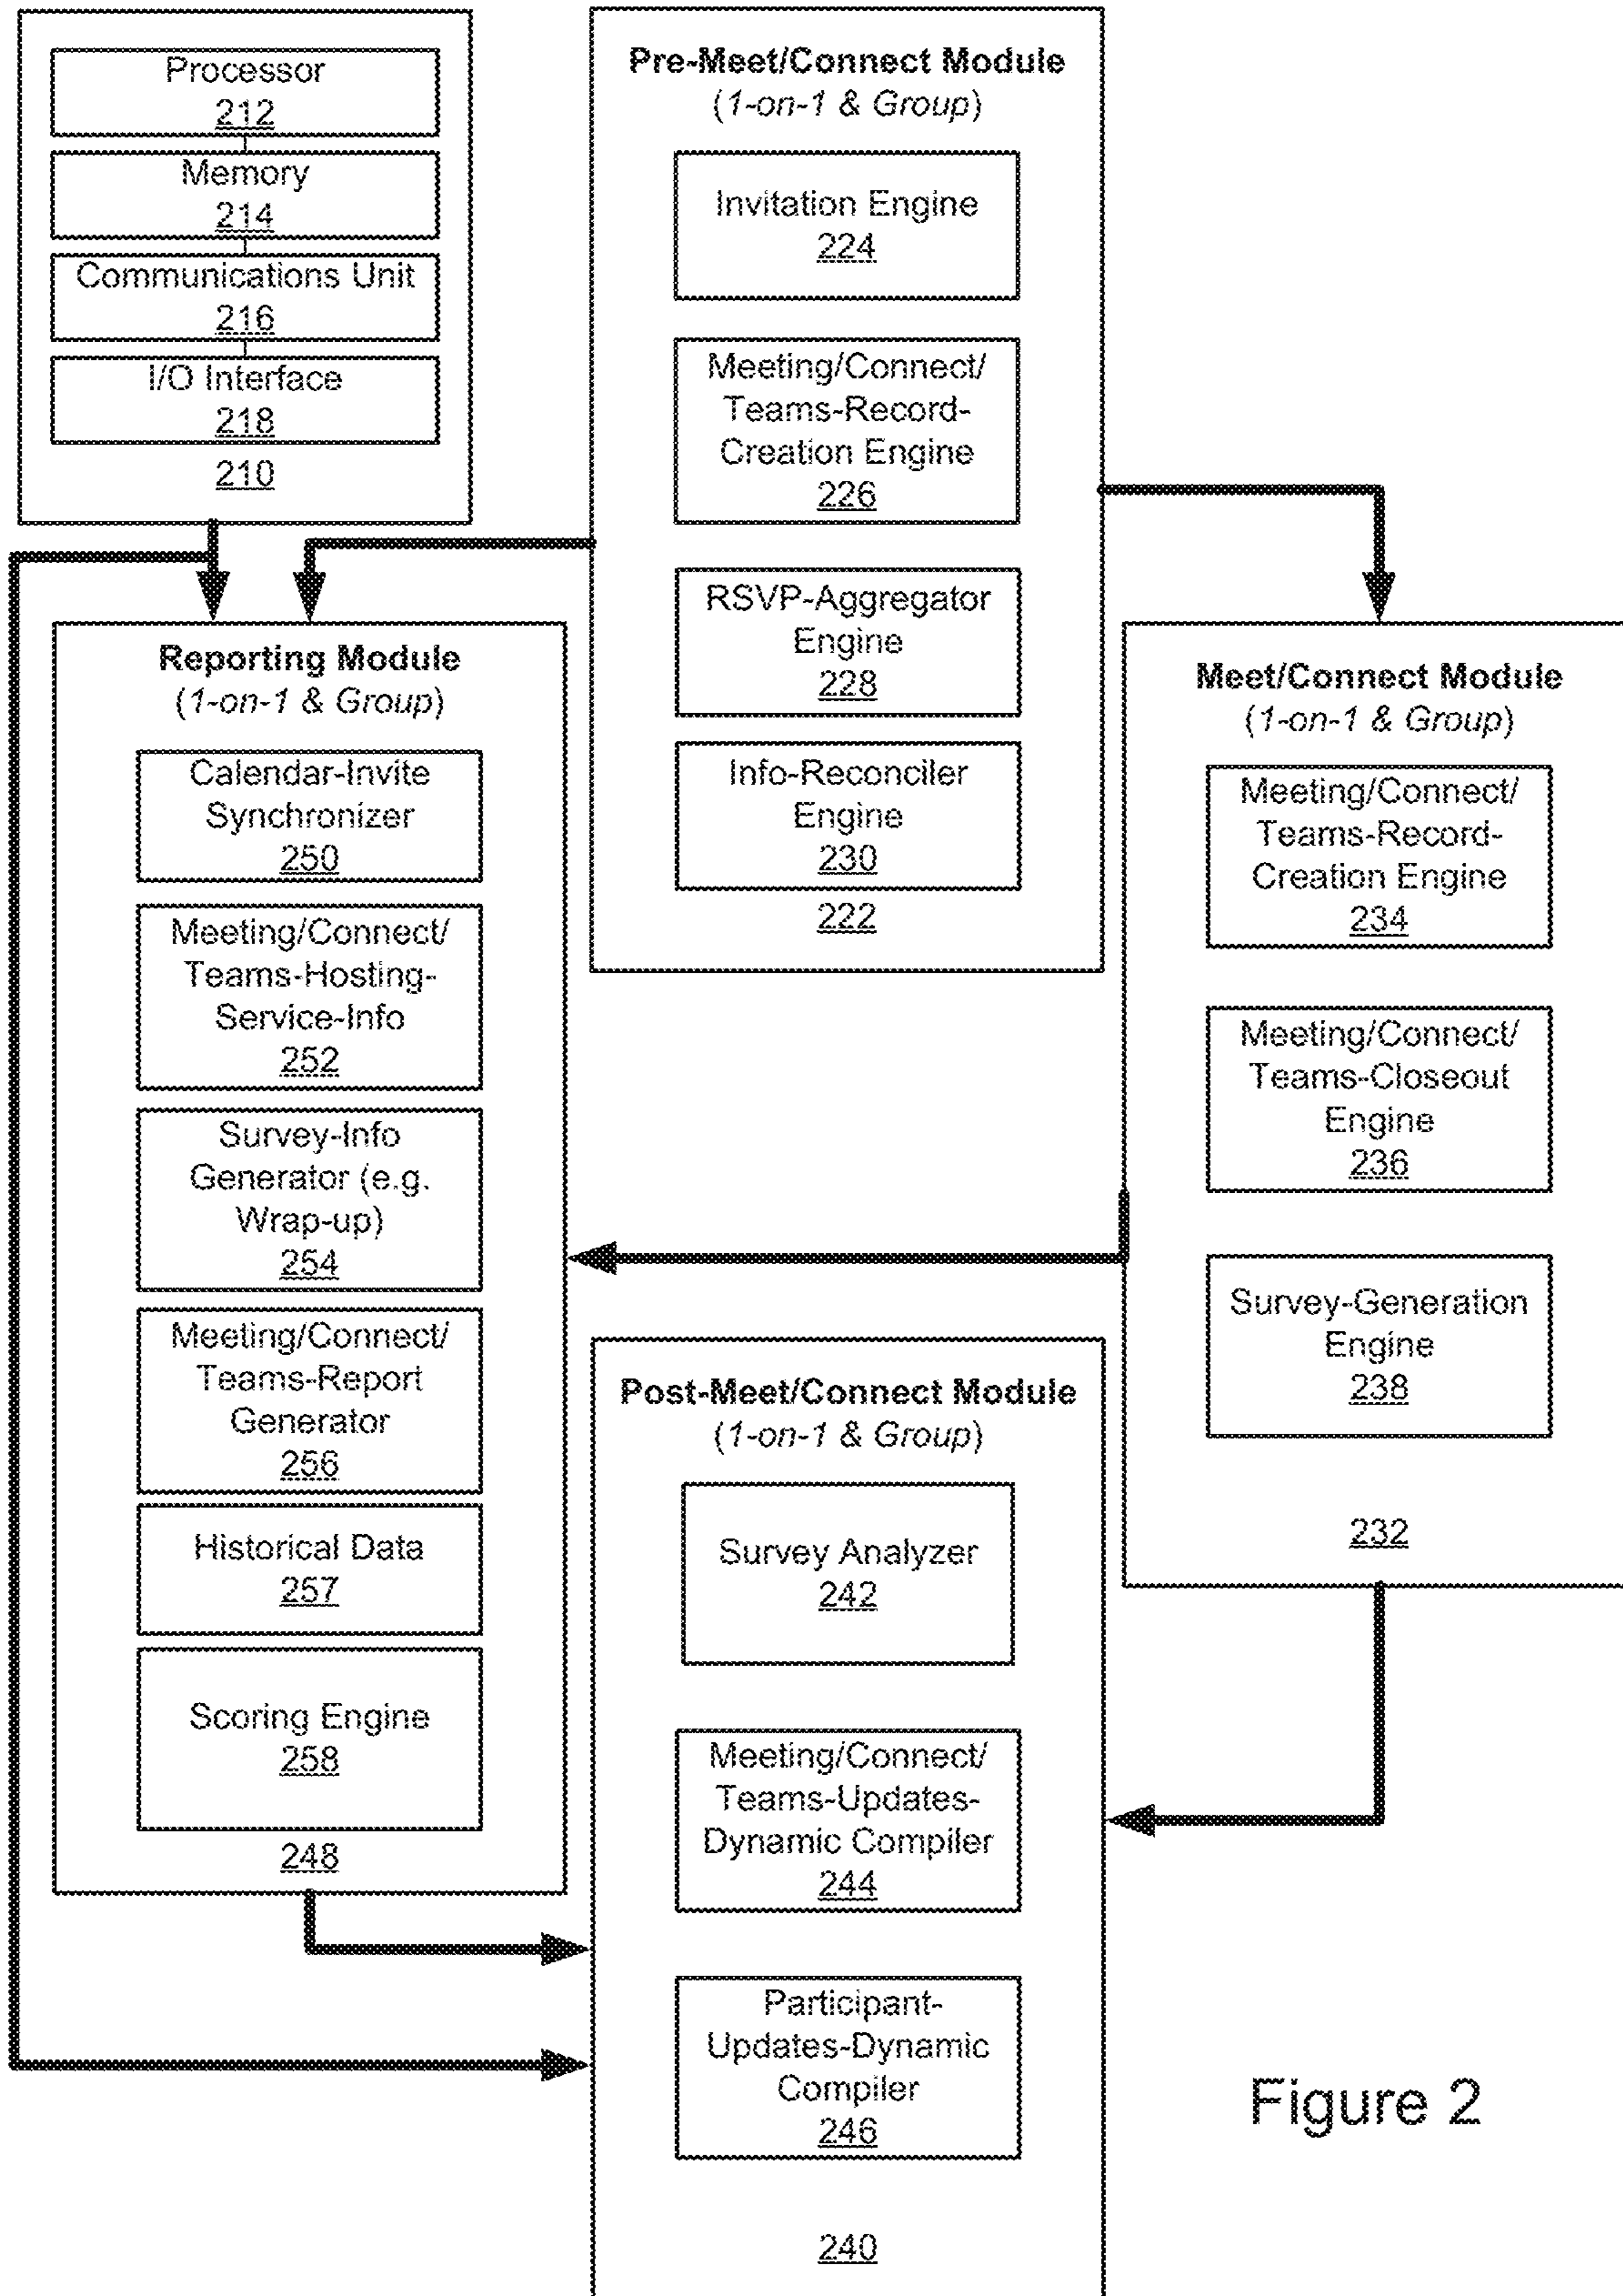 Processor
212
Memory
214
Communications Unit
216
I/O Interface
218
210
Pre-Meet/Connect Module
(1-on-1 & Group)
Invitation Engine
224
Meeting/Connect/
Teams-Record-
Creation Engine
226
RSVP-Aggregator
Engine
228
Info-Reconciler
Engine
230
222
Reporting Module
(1-on-1 & Group)
Calendar-Invite
Synchronizer
250
Meeting/Connect/
Teams-Hosting-
Service-Info
252
Survey-Info
Generator (e.g.
Wrap-up)
254
Meeting/Connect/
Teams-Report
Generator
256
Historical Data
257
Scoring Engine
258
248
Meet/Connect Module
(1-on-1 & Group)
Meeting/Connect/
Teams-Record-
Creation Engine
234
Meeting/Connect/
Teams-Closeout
Engine
236
Survey-Generation
Engine
238
232
Post-Meet/Connect Module
(1-on-1 & Group)
Survey Analyzer
242
Meeting/Connect/
Teams-Updates-
Dynamic Compiler
244
Participant-
Updates-Dynamic
Compiler
246
240
Figure 2